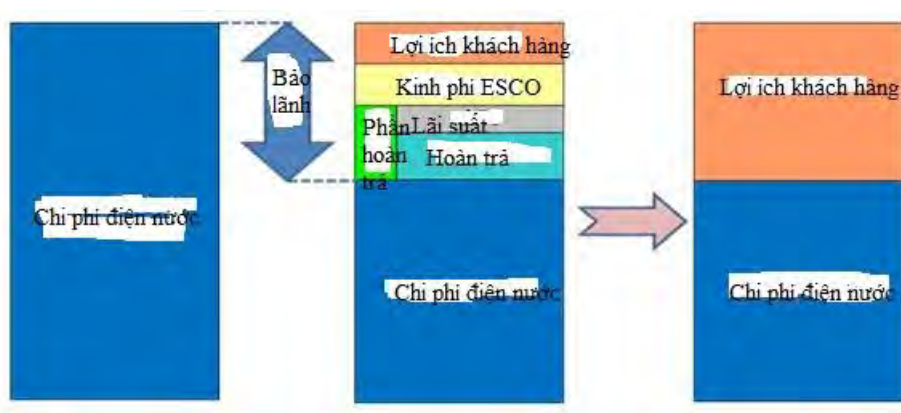 Chi phí điện nước
Bảo
lãnh
Lợi ích khách hàng
Kinh phí ESCO
Phần
hoàn
trả
Lãi suất
Hoàn trả
Chi phí điện nước
Lợi ích khách hàng
Chi phí điện nước